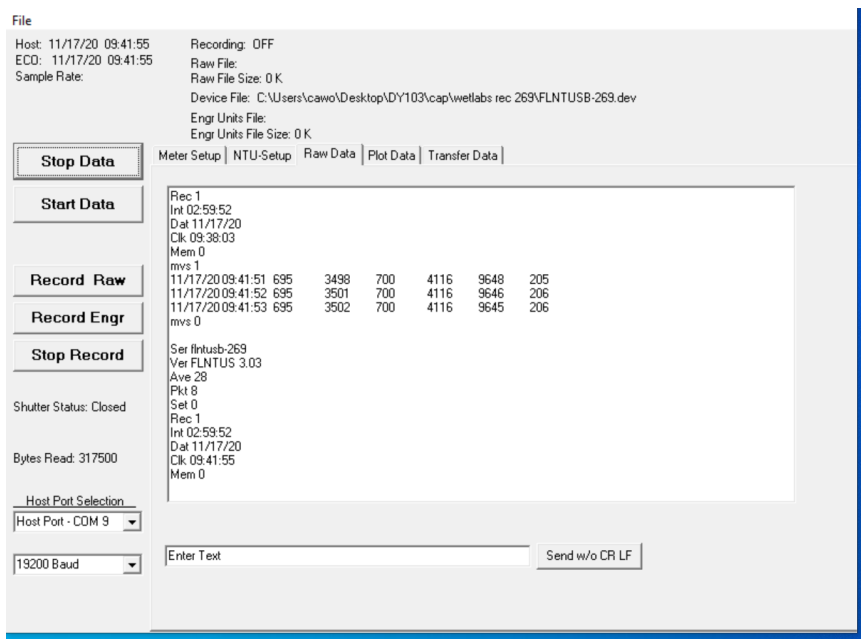 File
Host: 11/17/20 09:41:55
ECO: 11/17/20 09:41:55
Sample Rate:
Recording: OFF
Raw File:
Raw File Size: 0 K
Device File: C:\Users\cawo\Desktop\DY103\cap\wetlabs rec 269\FLNTUSB-269.dev
Engr Units File:
Engr Units File Size: 0 K
Stop Data
Start Data
Record Raw
Record Engr
Stop Record
Shutter Status: Closed
Bytes Read: 317500
Host Port Selection
Host Port - COM 9
19200 Baud
Meter Setup NTU-Setup Raw Data Plot Data Transfer Data
Rec 1
Int 02:59:52
Dat 11/17/20
Clk 09:38:03
Mem 0
mvs 1
11/17/20 09:41:51 695 3498 700 4116 9648 205
11/17/20 09:41:52 695 3501 700 4116 9646 206
11/17/20 09:41:53 695 3502 700 4116 9645 206
mvs 0
Ser flntusb-269
Ver FLNTUS 3.03
Ave 28
Pkt 8
Set 0
Rec 1
Int 02:59:52
Dat 11/17/20
Clk 09:41:55
Mem 0
Enter Text
Send w/o CR LF